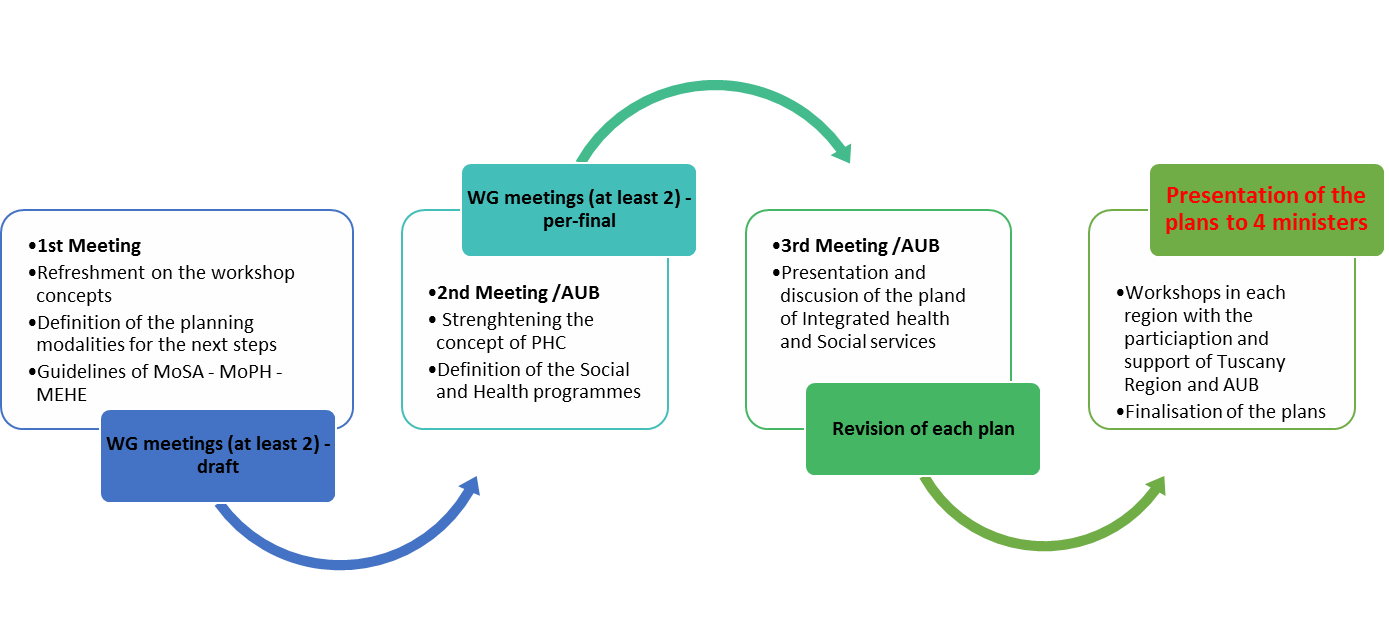 •1st Meeting
•Refreshment on the workshop
concepts
•Definition of the planning
modalities for the next steps
•Guidelines of MoSA - MoPH -
MEHE
WG meetings (at least 2) -
draft
WG meetings (at least 2) -
per-final
•2nd Meeting /AUB
• Strenghtening the
concept of PHC
•Definition of the Social
and Health programmes
•3rd Meeting /AUB
•Presentation and
discusion of the pland
of Integrated health
and Social services
Revision of each plan
Presentation of the
plans to 4 ministers
•Workshops in each
region with the
particiaption and
support of Tuscany
Region and AUB
•Finalisation of the plans